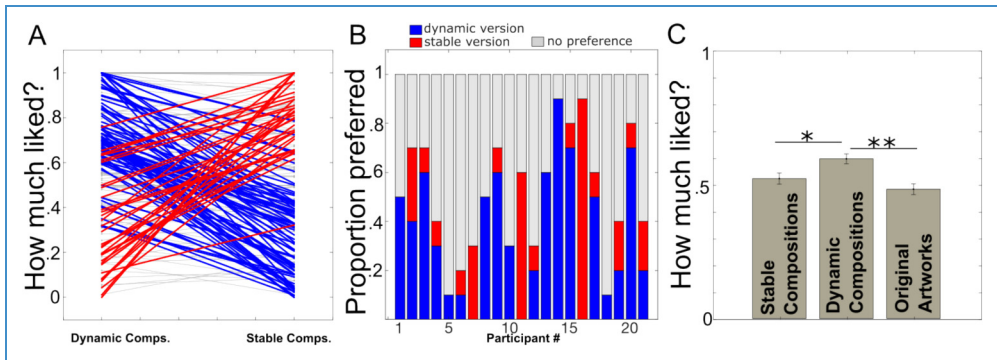 A
How much liked?
1
.8
.6
.4
.2
0
Dynamic Comps.
Stable Comps.
B
dynamic version
stable version
no preference
Proportion preferred
1
.8
.6
.4
.2
1
5
10
15
20
Participant #
C
How much liked?
1
.5
0
*
**
Stable
Compositions
Dynamic
Compositions
Original
Artworks